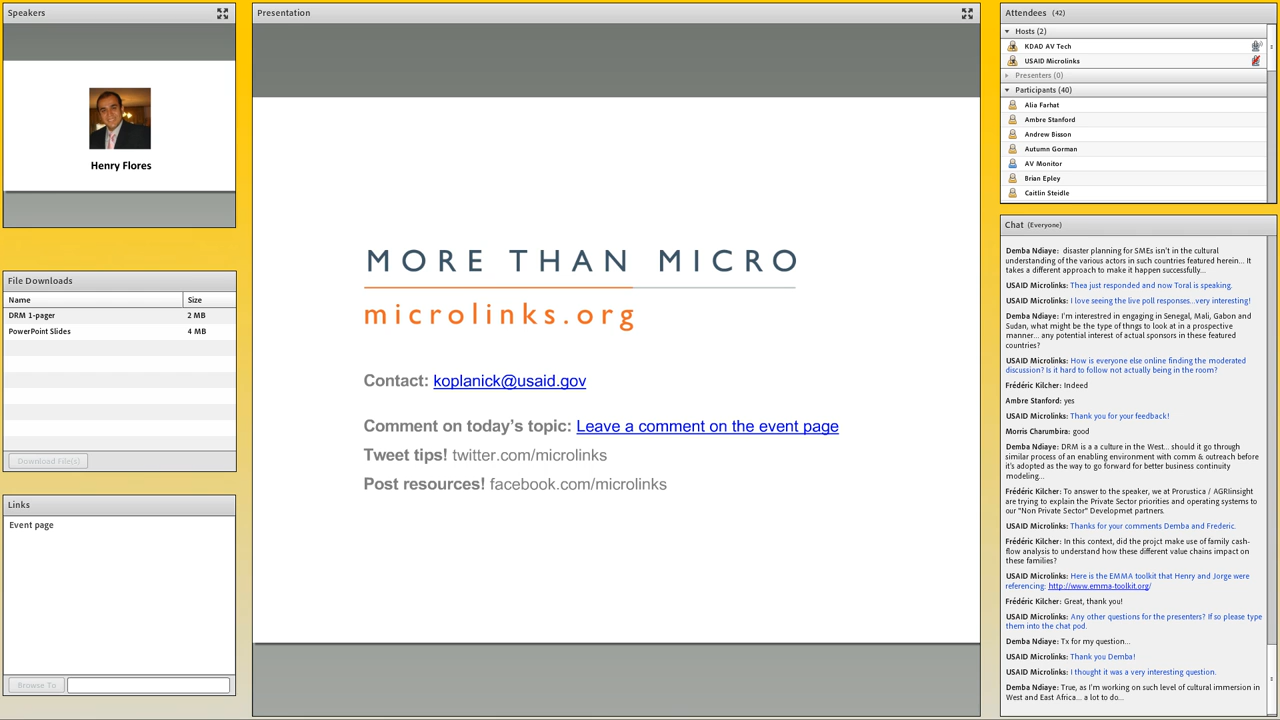 Speakers
Henry Flores
File Downloads
Name Size
DRM 1-pager 2 MB
PowerPoint Slides 4 MB
Download File(s)
Links
Event page
Browse To
Presentation
MORE THAN MICRO
microlinks.org
Contact: koplanick@usaid.gov
Comment on today's topic: Leave a comment on the event page
Tweet tips! twitter.com/microlinks
Post resources! facebook.com/microlinks
Attendees (42)
Hosts (2)
KDAD AV Tech
USAID Microlinks
Presenters (0)
Participants (40)
Alia Farhat
Ambre Stanford
Andrew Bisson
Autumn Gorman
AV Monitor
Brian Epley
Caitlin Steidle
Chat (Everyone)
Demba Ndiaye: disaster planning for SMEs isn't in the cultural
understanding of the various actors in such countries featured herein... It
takes a different approach to make it happen successfully...
USAID Microlinks: Thea just responded and now Toral is speaking.
USAID Microlinks: I love seeing the live poll responses...very interesting!
Demba Ndiaye: I'm interested in engaging in Senegal, Mali, Gabon and
Sudan, what might be the type of things to look at in a prospective
manner... any potential interest of actual sponsors in these featured
countries?
USAID Microlinks: How is everyone else online finding the moderated
discussion? Is it hard to follow not actually being in the room?
Frédéric Kilcher: Indeed
Ambre Stanford: yes
USAID Microlinks: Thank you for your feedback!
Morris Charumbira: good
Demba Ndiaye: DRM is a a culture in the West... should it go through
similar process of an enabling environment with comm & outreach before
it's adopted as the way to go forward for better business continuity
modeling...
Frédéric Kilcher: To answer to the speaker, we at Prorustica / AGRIinsight
are trying to explain the Private Sector priorities and operating systems to
our "Non Private Sector" Developmet partners.
USAID Microlinks: Thanks for your comments Demba and Frederic.
Frédéric Kilcher: In this context, did the projct make use of family cash-
flow analysis to understand how these different value chains impact on
these families?
USAID Microlinks: Here is the EMMA toolkit that Henry and Jorge were
referencing: http://www.emma-toolkit.org/
Frédéric Kilcher: Great, thank you!
USAID Microlinks: Any other questions for the presenters? If so please type
them into the chat pod.
Demba Ndiaye: Tx for my question...
USAID Microlinks: Thank you Demba!
USAID Microlinks: I thought it was a very interesting question.
Demba Ndiaye: True, as I'm working on such level of cultural immersion in
West and East Africa... a lot to do...